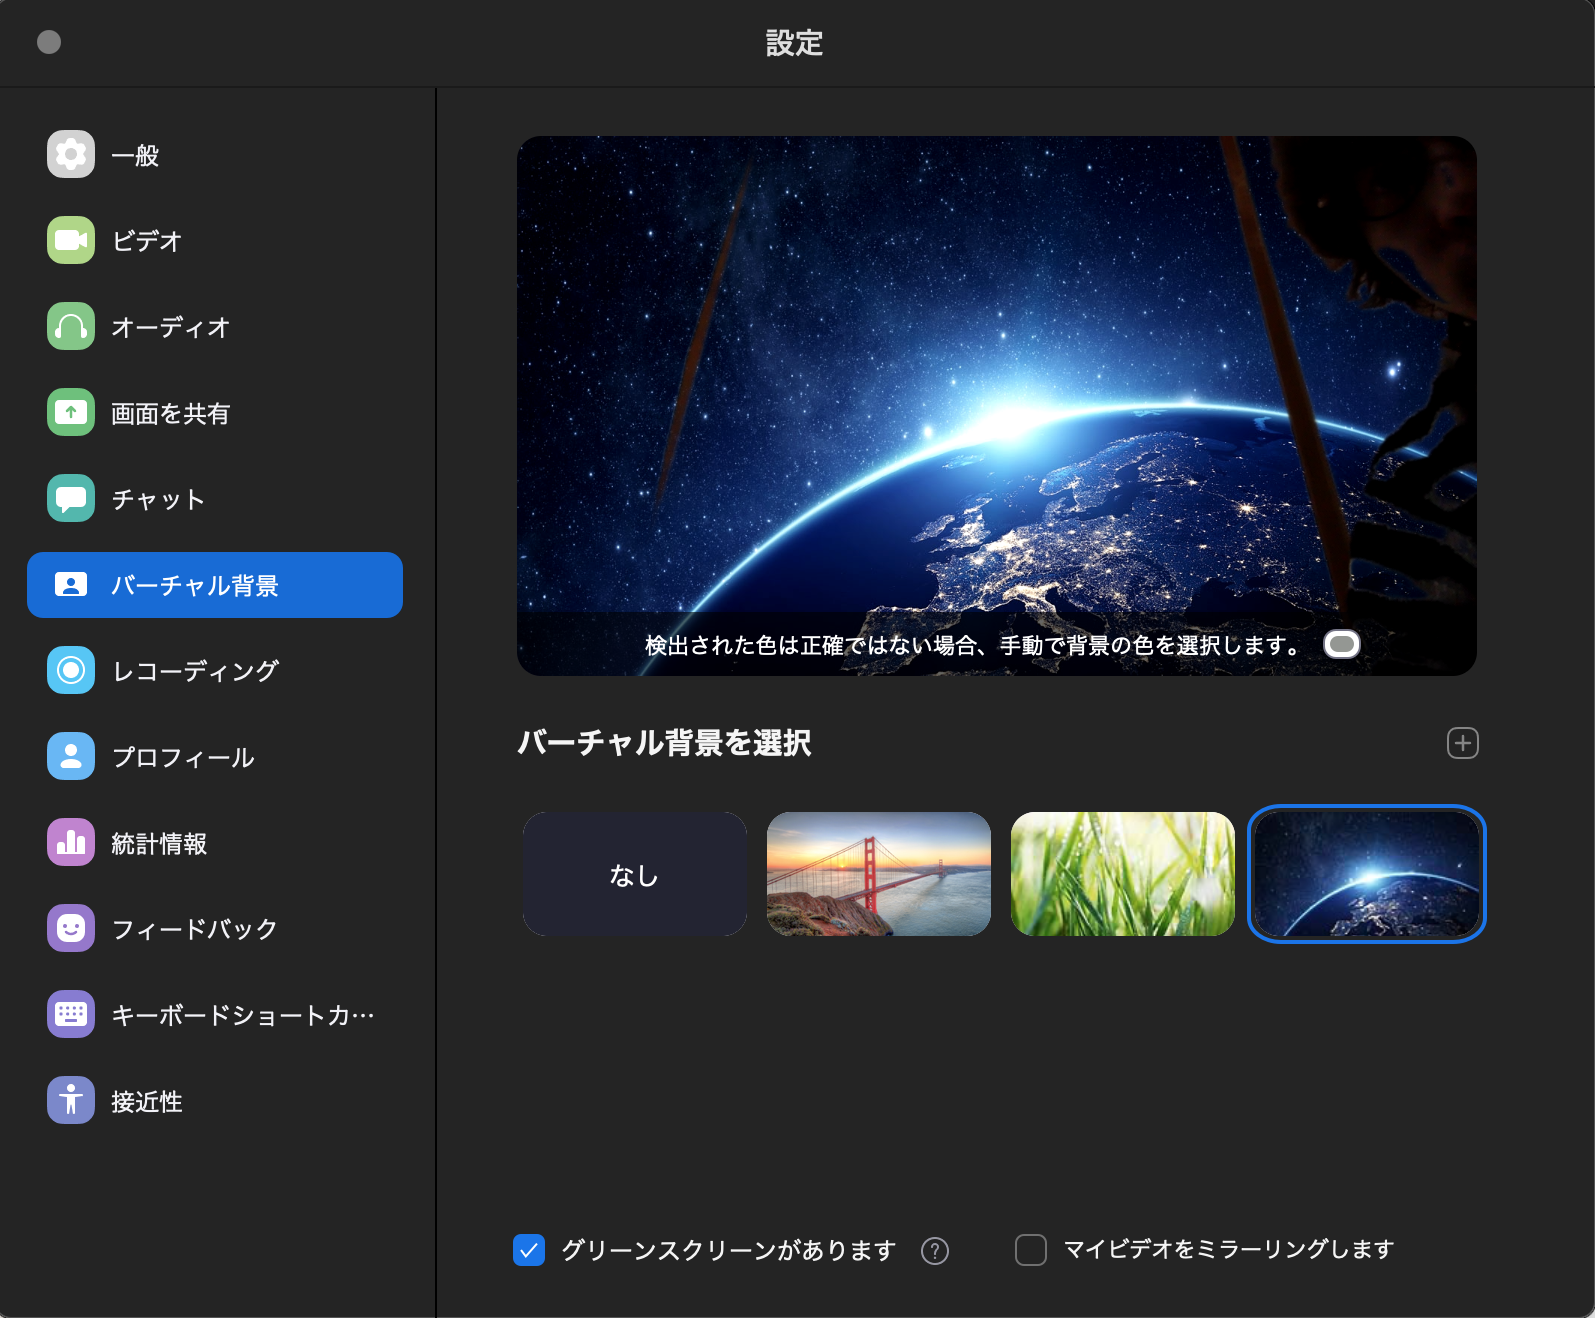 設定
一般
ビデオ
オーディオ
画面を共有
チャット
バーチャル背景
レコーディング
プロフィール
統計情報
フィードバック
キーボードショートカ…
接近性
検出された色は正確ではない場合、手動で背景の色を選択します。
バーチャル背景を選択
なし
グリーンスクリーンがあります ?
マイビデオをミラーリングします